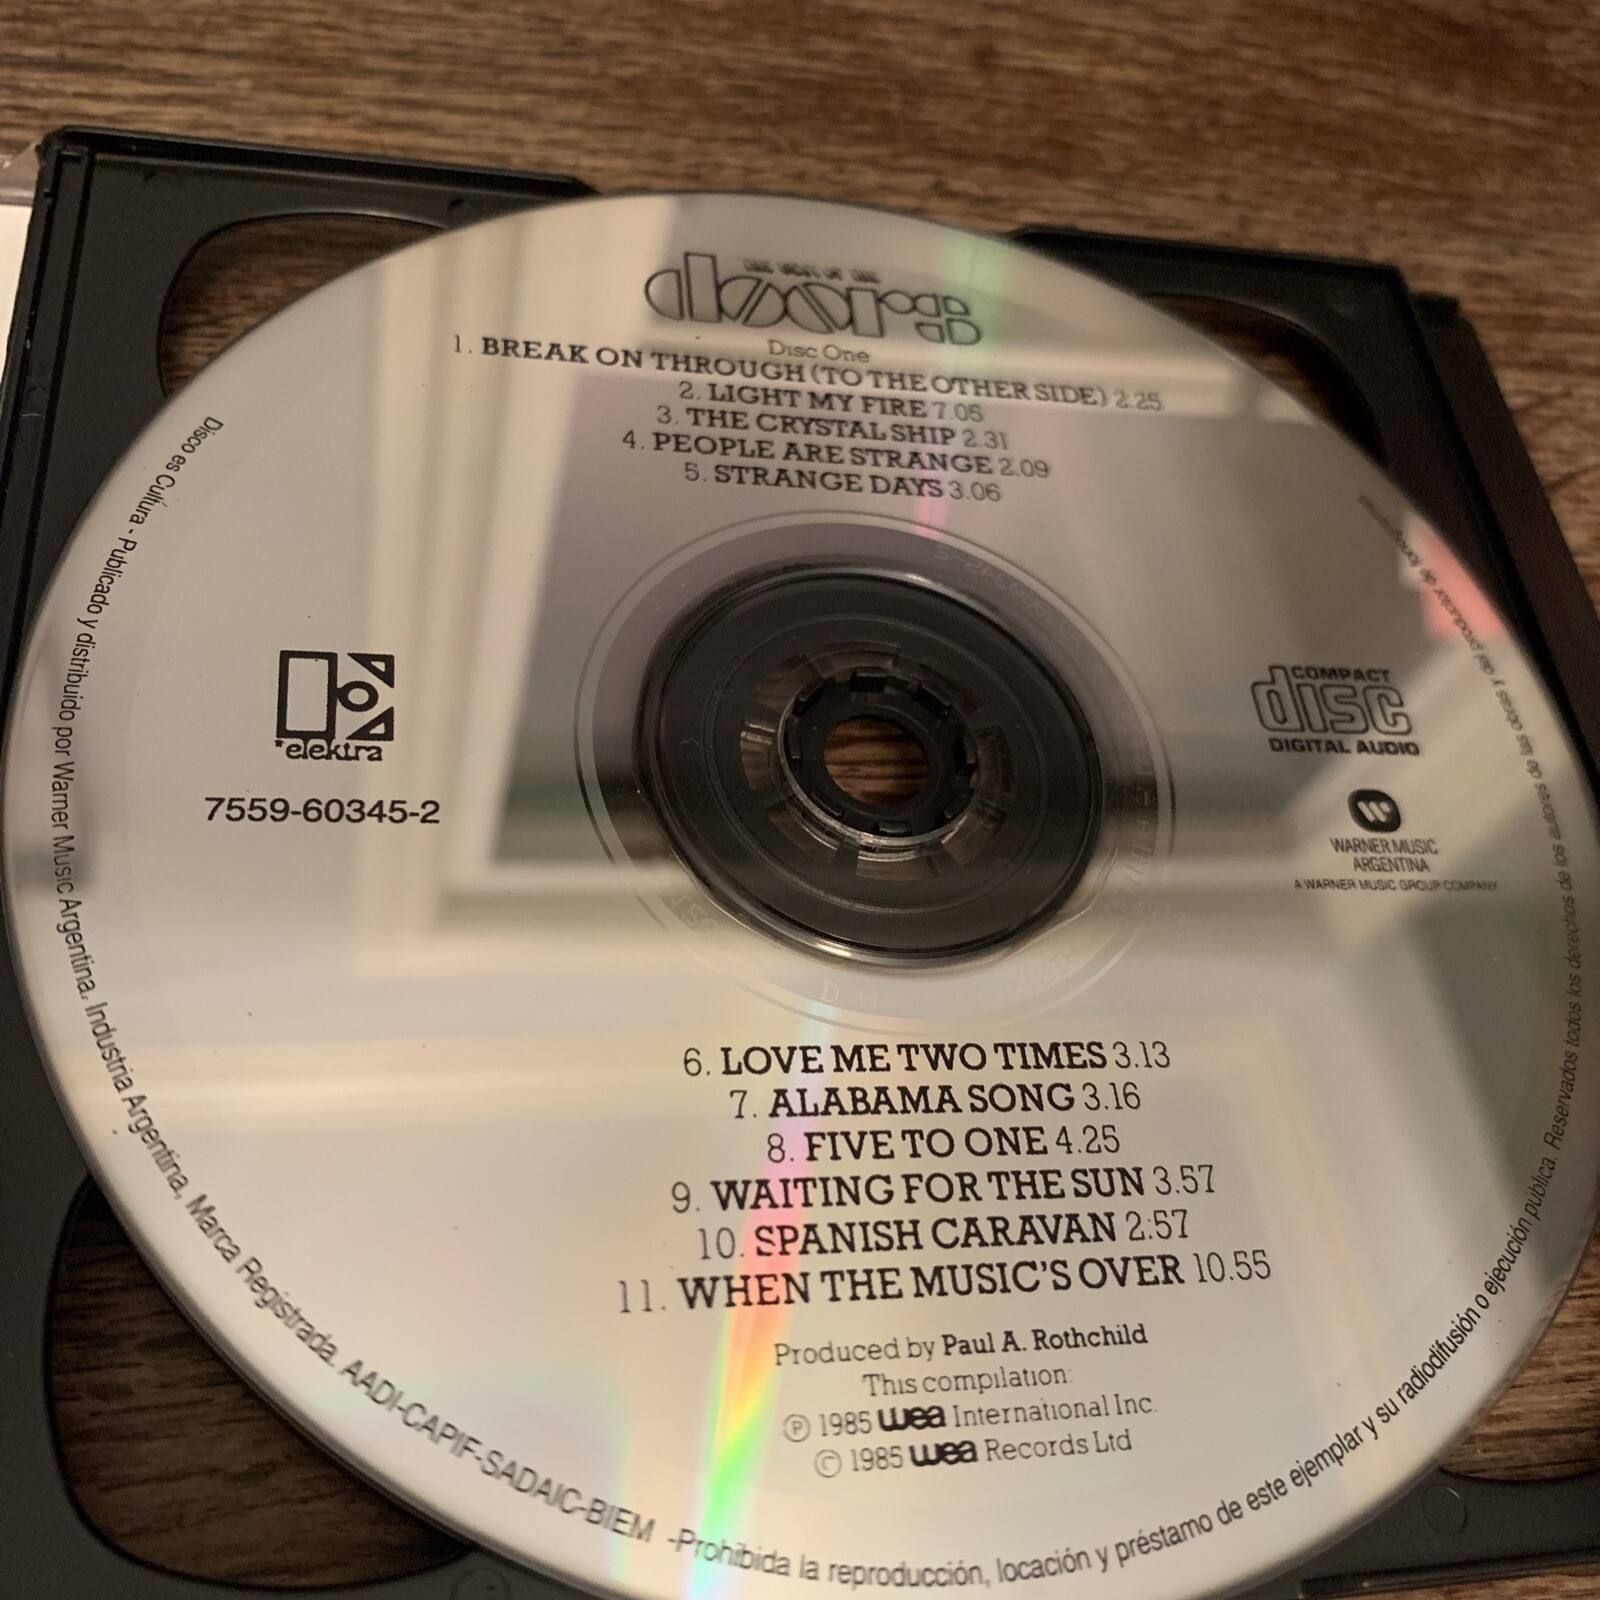 THE BEST OF THE
doors
Disc One
1. BREAK ON THROUGH (TO THE OTHER SIDE) 2.25
2. LIGHT MY FIRE 7.05
3. THE CRYSTAL SHIP 2.31
4. PEOPLE ARE STRANGE 2.09
5. STRANGE DAYS 3.06
elektra
7559-60345-2
COMPACT
disc
DIGITAL AUDIO
WARNER MUSIC
ARGENTINA
A WARNER MUSIC GROUP COMPANY
6. LOVE ME TWO TIMES 3.13
7. ALABAMA SONG 3.16
8. FIVE TO ONE 4.25
9. WAITING FOR THE SUN 3.57
10. SPANISH CARAVAN 2:57
11. WHEN THE MUSIC'S OVER 10.55
Produced by Paul A. Rothchild
This compilation:
℗ 1985 wea International Inc.
© 1985 wea Records Ltd
Disco es Cultura - Publicado y distribuido por Warner Music Argentina, Industria Argentina, Marca Registrada. AADI-CAPIF-SADAIC-BIEM -Prohibida la reproducción, locación y préstamo de este ejemplar y su radiodifusión o ejecución pública. Reservados todos los derechos de los autores de las obras y del productor de